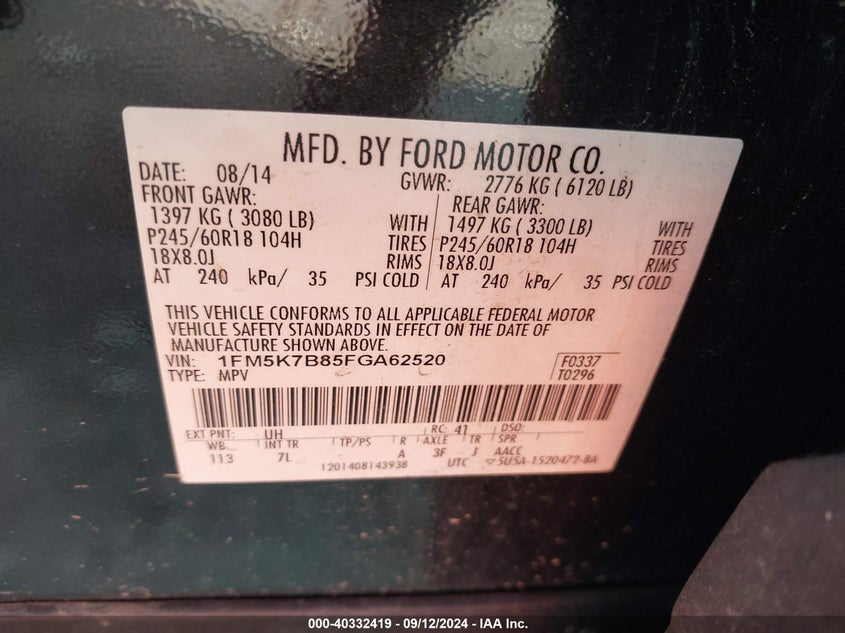 MFD. BY FORD MOTOR CO.
DATE: 08/14 GVWR: 2776 KG ( 6120 LB)
FRONT GAWR: REAR GAWR:
1397 KG ( 3080 LB) WITH 1497 KG ( 3300 LB) WITH
P245/60R18 104H TIRES P245/60R18 104H TIRES
18X8.0J RIMS 18X8.0J RIMS
AT 240 kPa/ 35 PSI COLD AT 240 kPa/ 35 PSI COLD
THIS VEHICLE CONFORMS TO ALL APPLICABLE FEDERAL MOTOR
VEHICLE SAFETY STANDARDS IN EFFECT ON THE DATE OF
MANUFACTURE SHOWN ABOVE.
VIN: 1FM5K7B85FGA62520 F0337
TYPE: MPV T0296
EXT PNT: UH RC: 41 DSO:
WB INT TR TP/PS R AXLE TR SPR
113 7L A 3F J AACC
1201408143938 UTC ▽5U5A-1520472-BA
000-40332419 - 09/12/2024 - IAA Inc.